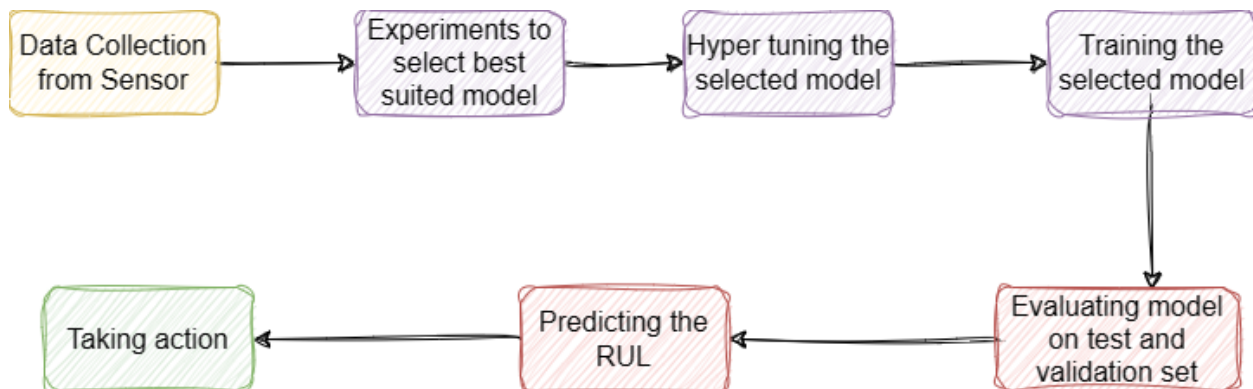 Data Collection
from Sensor
Experiments to
select best
suited model
Hyper tuning the
selected model
Training the
selected model
Evaluating model
on test and
validation set
Predicting the
RUL
Taking action